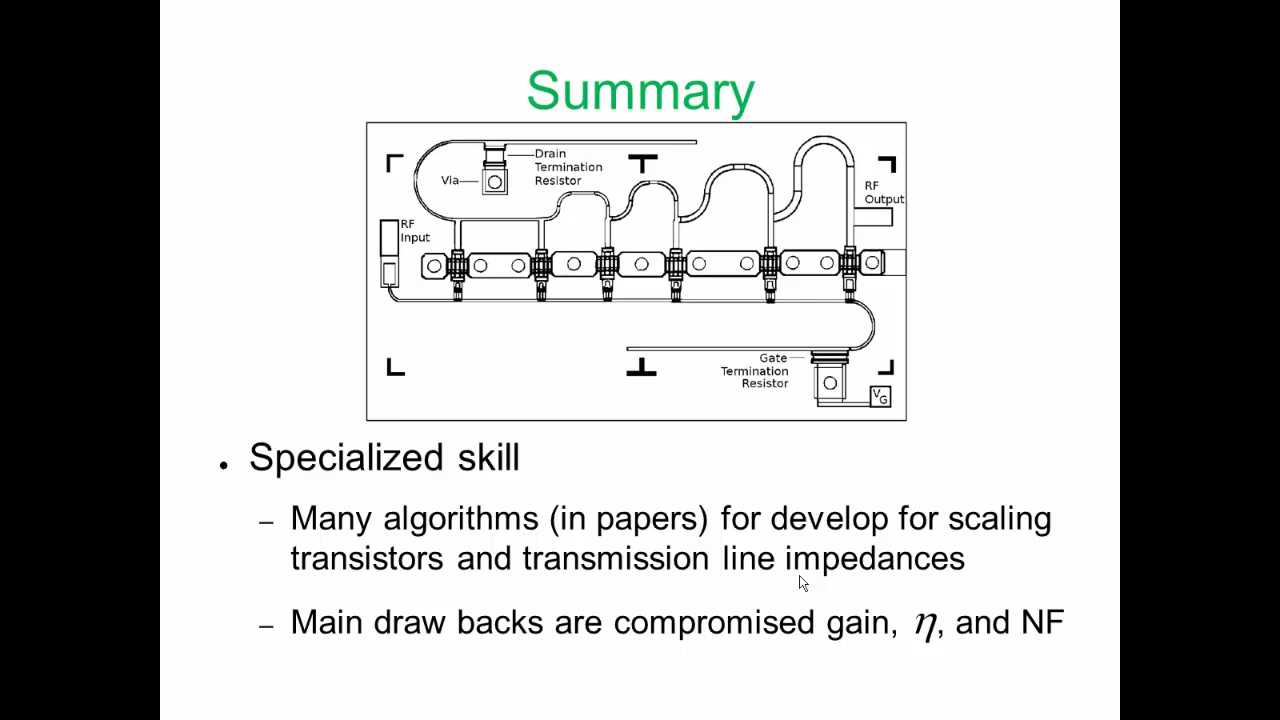 Summary
Drain
Termination
Resistor
Via
RF
Input
RF
Output
Gate
Termination
Resistor
VG
• Specialized skill
– Many algorithms (in papers) for develop for scaling
transistors and transmission line impedances
– Main draw backs are compromised gain, η, and NF